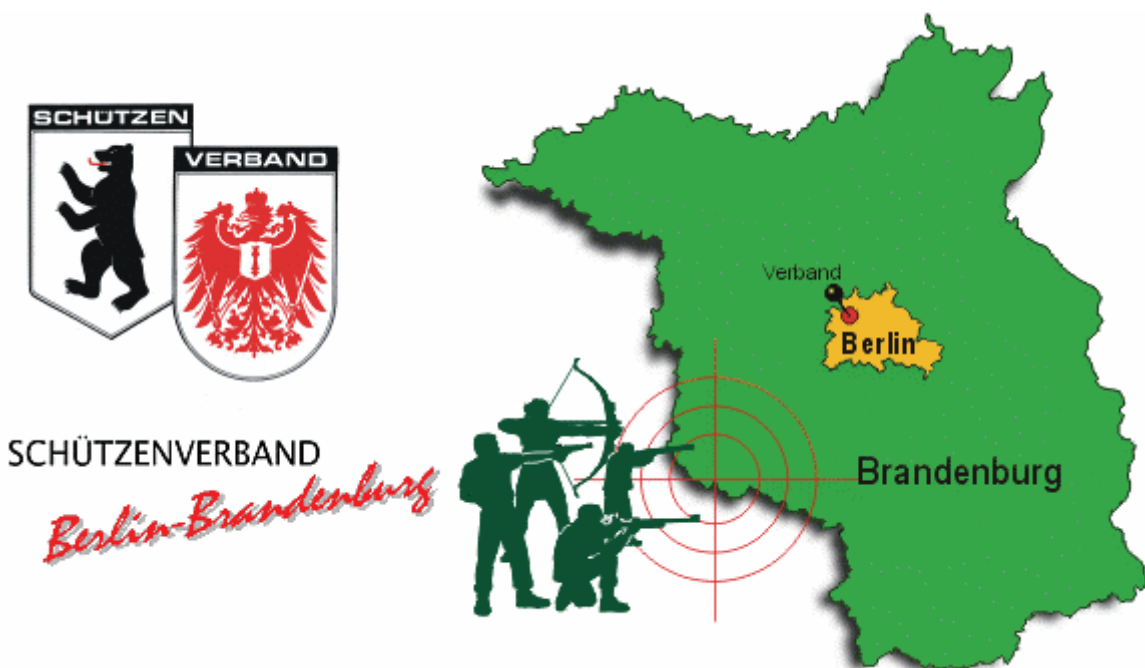 SCHÜTZEN
VERBAND
SCHÜTZENVERBAND
Berlin-Brandenburg
Verband
Berlin
Brandenburg